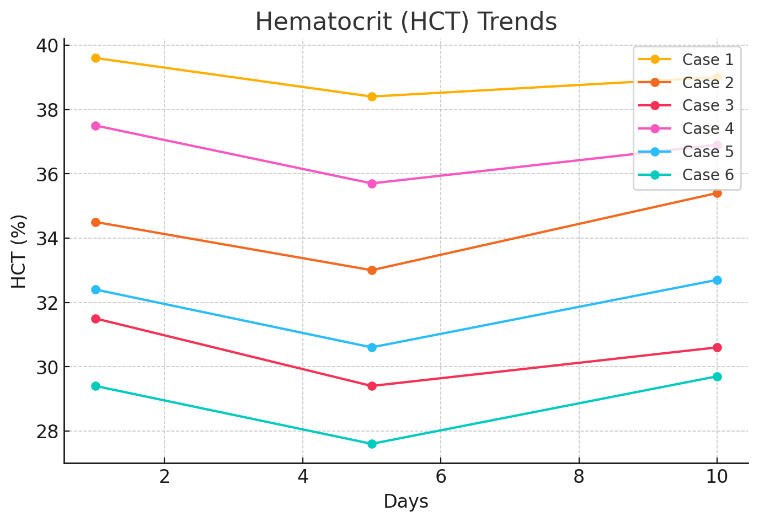 Hematocrit (HCT) Trends
HCT (%)
40
38
36
34
32
30
28
Case 1
Case 2
Case 3
Case 4
Case 5
Case 6
2 4 6 8 10
Days